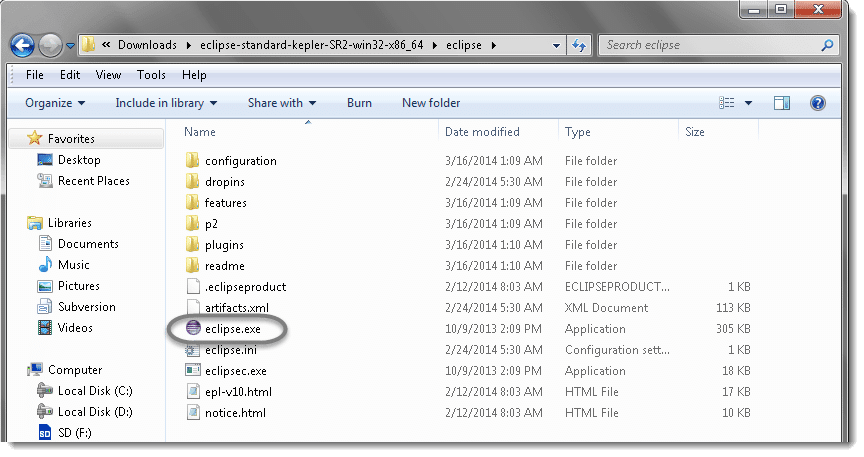 « Downloads ▸ eclipse-standard-kepler-SR2-win32-x86_64 ▸ eclipse ▸ Search eclipse
File Edit View Tools Help
Organize Include in library Share with Burn New folder
Favorites
Desktop
Recent Places
Libraries
Documents
Music
Pictures
Subversion
Videos
Computer
Local Disk (C:)
Local Disk (D:)
SD (F:)
Name Date modified Type Size
configuration 3/16/2014 1:09 AM File folder
dropins 2/24/2014 5:30 AM File folder
features 3/16/2014 1:09 AM File folder
p2 3/16/2014 1:09 AM File folder
plugins 3/16/2014 1:10 AM File folder
readme 3/16/2014 1:10 AM File folder
.eclipseproduct 2/12/2014 8:03 AM ECLIPSEPRODUCT... 1 KB
artifacts.xml 2/24/2014 5:30 AM XML Document 113 KB
eclipse.exe 10/9/2013 2:09 PM Application 305 KB
eclipse.ini 2/24/2014 5:30 AM Configuration sett... 1 KB
eclipsec.exe 10/9/2013 2:09 PM Application 18 KB
epl-v10.html 2/12/2014 8:03 AM HTML File 17 KB
notice.html 2/12/2014 8:03 AM HTML File 10 KB